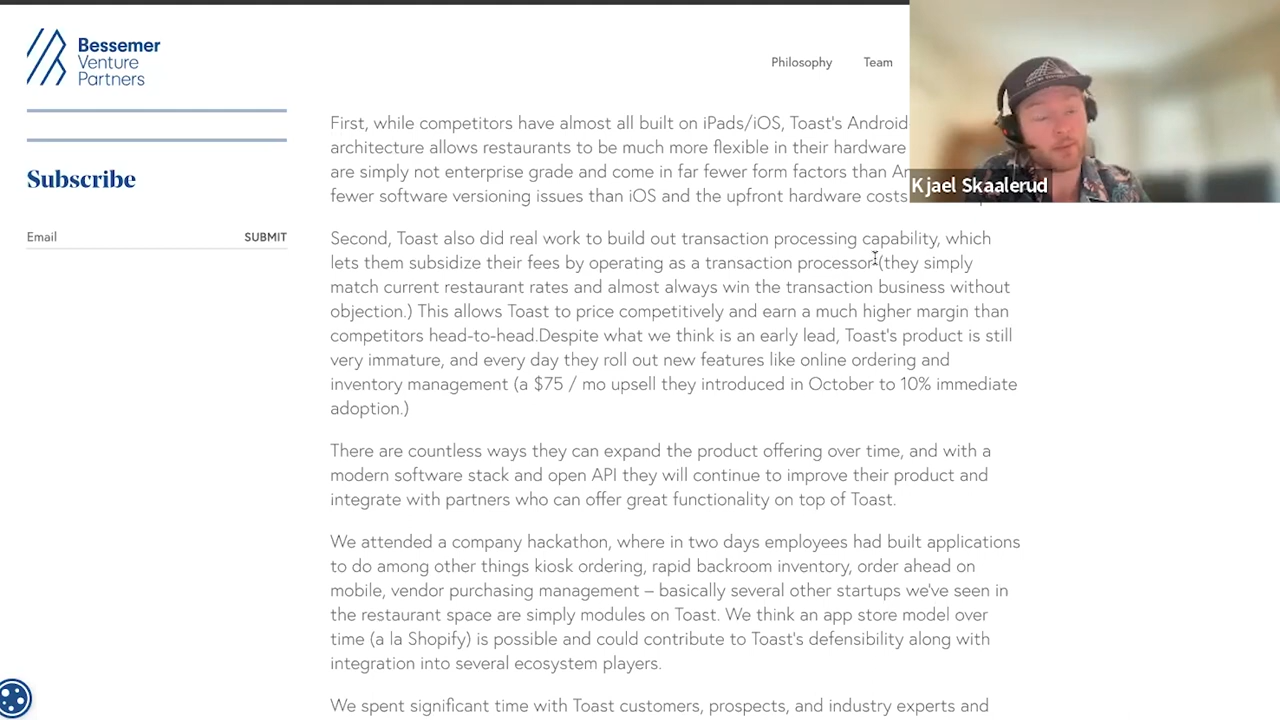 Bessemer
Venture
Partners
Philosophy
Team
Subscribe
Email
SUBMIT
First, while competitors have almost all built on iPads/iOS, Toast's Android
architecture allows restaurants to be much more flexible in their hardware
are simply not enterprise grade and come in far fewer form factors than
fewer software versioning issues than iOS and the upfront hardware costs
Second, Toast also did real work to build out transaction processing capability, which
lets them subsidize their fees by operating as a transaction processor (they simply
match current restaurant rates and almost always win the transaction business without
objection.) This allows Toast to price competitively and earn a much higher margin than
competitors head-to-head.Despite what we think is an early lead, Toast's product is still
very immature, and every day they roll out new features like online ordering and
inventory management (a $75 / mo upsell they introduced in October to 10% immediate
adoption.)
There are countless ways they can expand the product offering over time, and with a
modern software stack and open API they will continue to improve their product and
integrate with partners who can offer great functionality on top of Toast.
We attended a company hackathon, where in two days employees had built applications
to do among other things kiosk ordering, rapid backroom inventory, order ahead on
mobile, vendor purchasing management – basically several other startups we've seen in
the restaurant space are simply modules on Toast. We think an app store model over
time (a la Shopify) is possible and could contribute to Toast's defensibility along with
integration into several ecosystem players.
We spent significant time with Toast customers, prospects, and industry experts and
Kjael Skaalerud